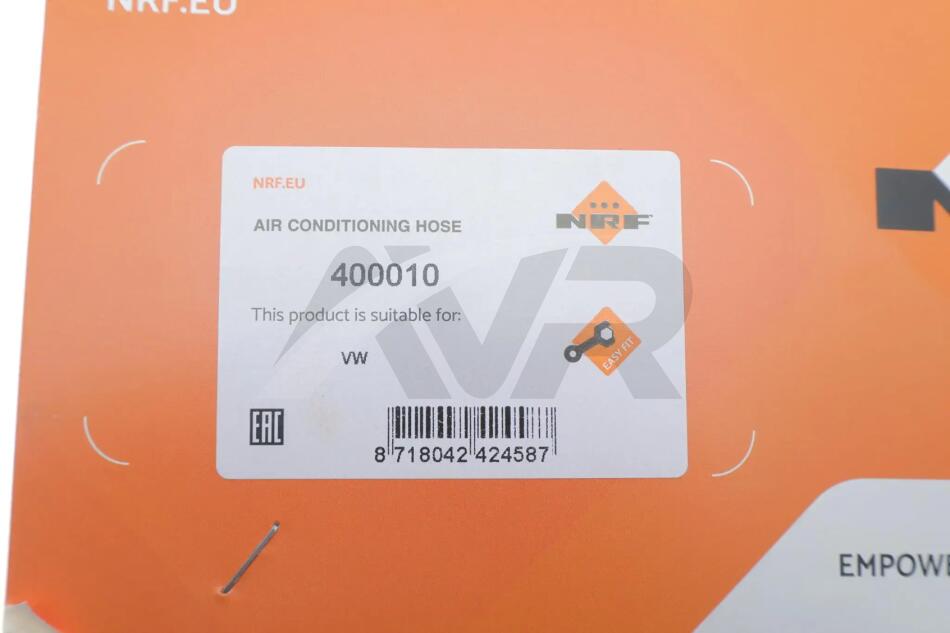 NRF.EU
NRF.EU
AIR CONDITIONING HOSE
NRF
400010
This product is suitable for:
VW
EASY FIT
EAC
8 718042 424587
AVR
EMPOWE